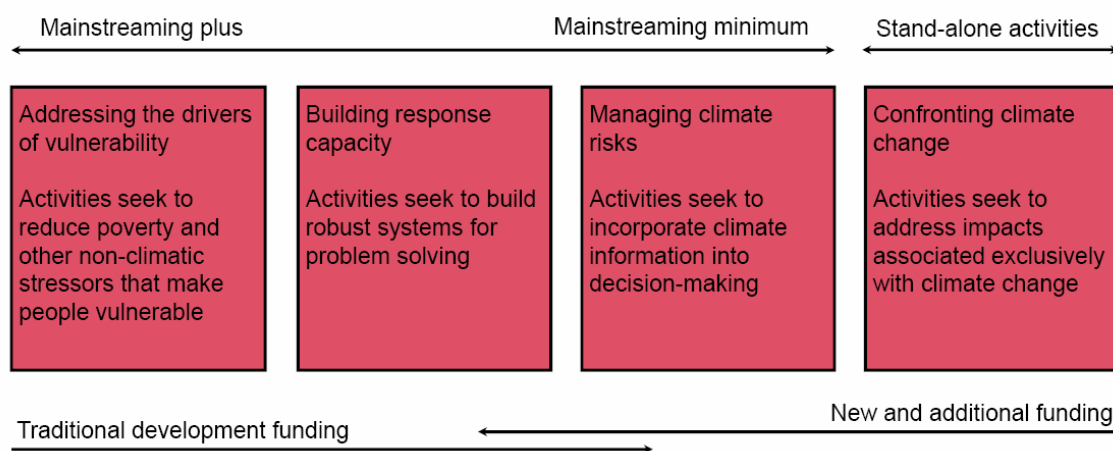 Mainstreaming plus
Mainstreaming minimum
Stand-alone activities
Addressing the drivers
of vulnerability
Activities seek to
reduce poverty and
other non-climatic
stressors that make
people vulnerable
Building response
capacity
Activities seek to build
robust systems for
problem solving
Managing climate
risks
Activities seek to
incorporate climate
information into
decision-making
Confronting climate
change
Activities seek to
address impacts
associated exclusively
with climate change
New and additional funding
Traditional development funding